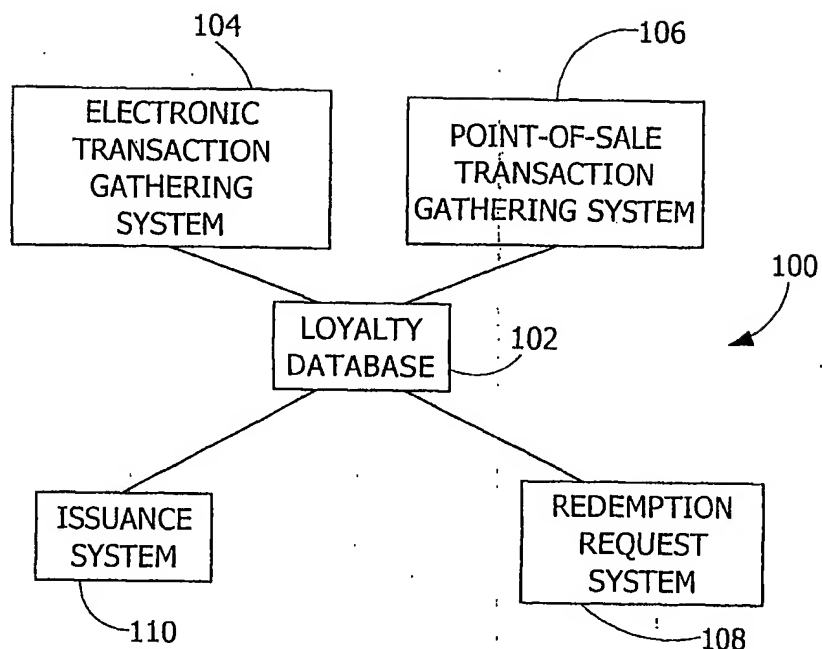 104
106
ELECTRONIC
TRANSACTION
GATHERING
SYSTEM
POINT-OF-SALE
TRANSACTION
GATHERING SYSTEM
100
LOYALTY
DATABASE
102
ISSUANCE
SYSTEM
REDEMPTION
REQUEST
SYSTEM
110
108